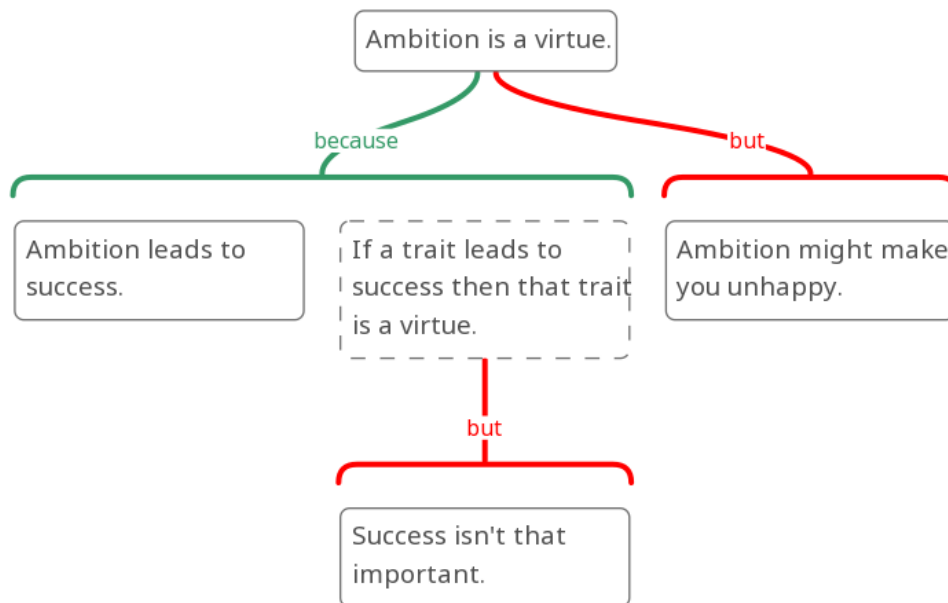 Ambition is a virtue.
because
but
Ambition leads to
success.
If a trait leads to
success then that trait
is a virtue.
Ambition might make
you unhappy.
but
Success isn't that
important.